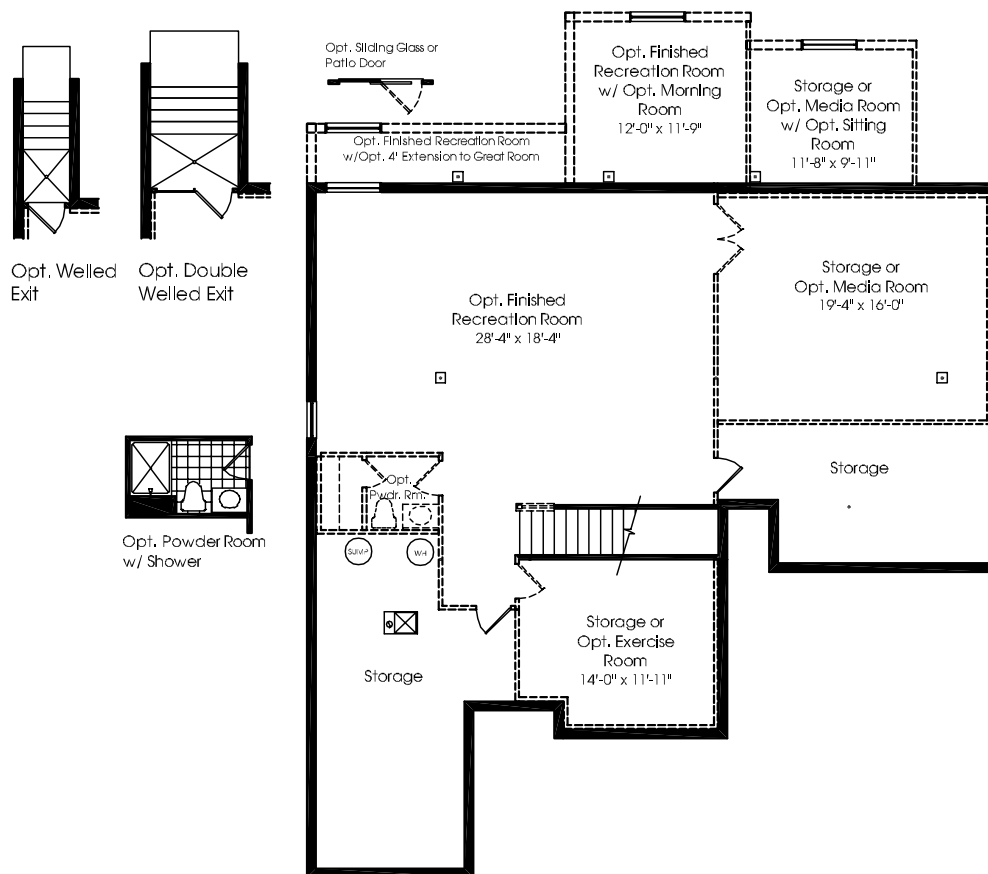 Opt. Sliding Glass or
Patio Door
Opt. Finished
Recreation Room
w/ Opt. Morning
Room
12'-0" x 11'-9"
Storage or
Opt. Media Room
w/ Opt. Sitting
Room
11'-8" x 9'-11"
Opt. Finished Recreation Room
w/Opt. 4' Extension to Great Room
Opt. Welled
Exit
Opt. Double
Welled Exit
Opt. Finished
Recreation Room
28'-4" x 18'-4"
Storage or
Opt. Media Room
19'-4" x 16'-0"
Storage
Opt.
Pwdr. Rm.
Opt. Powder Room
w/ Shower
SUMP
WH
Storage
Storage or
Opt. Exercise
Room
14'-0" x 11'-11"